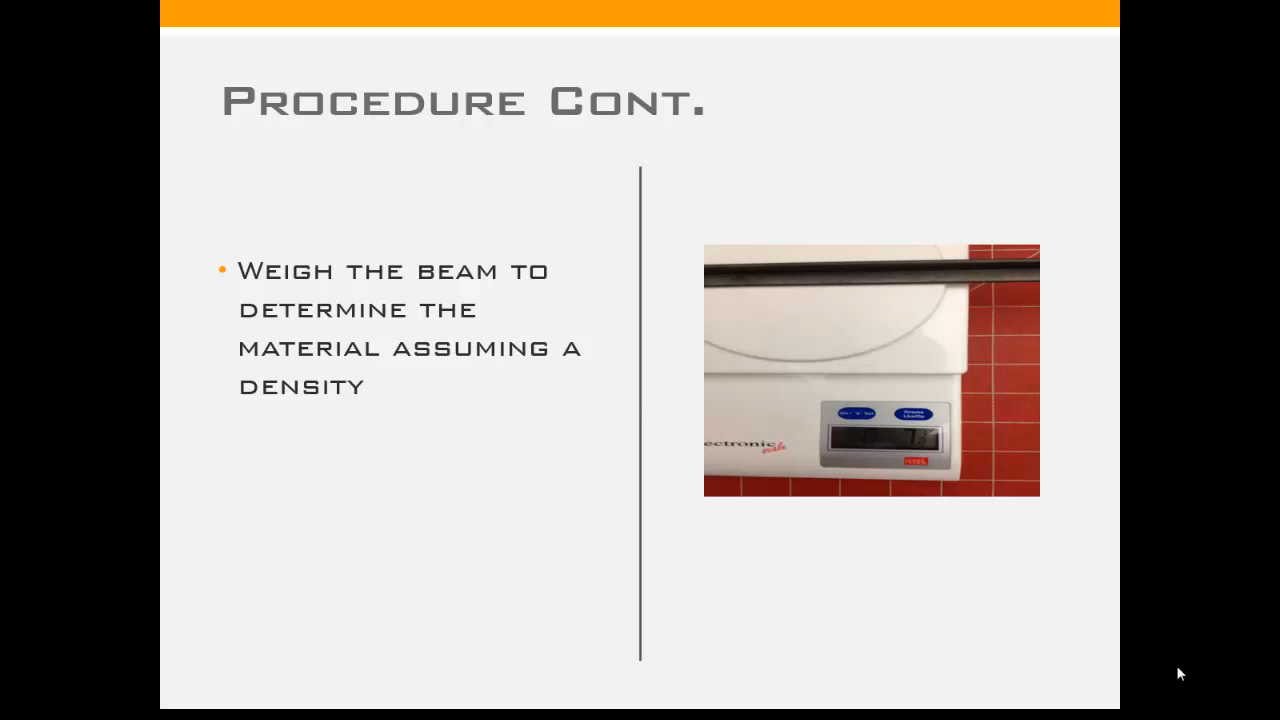 Procedure Cont.
• Weigh the beam to
determine the
material assuming a
density
ectronic
scale